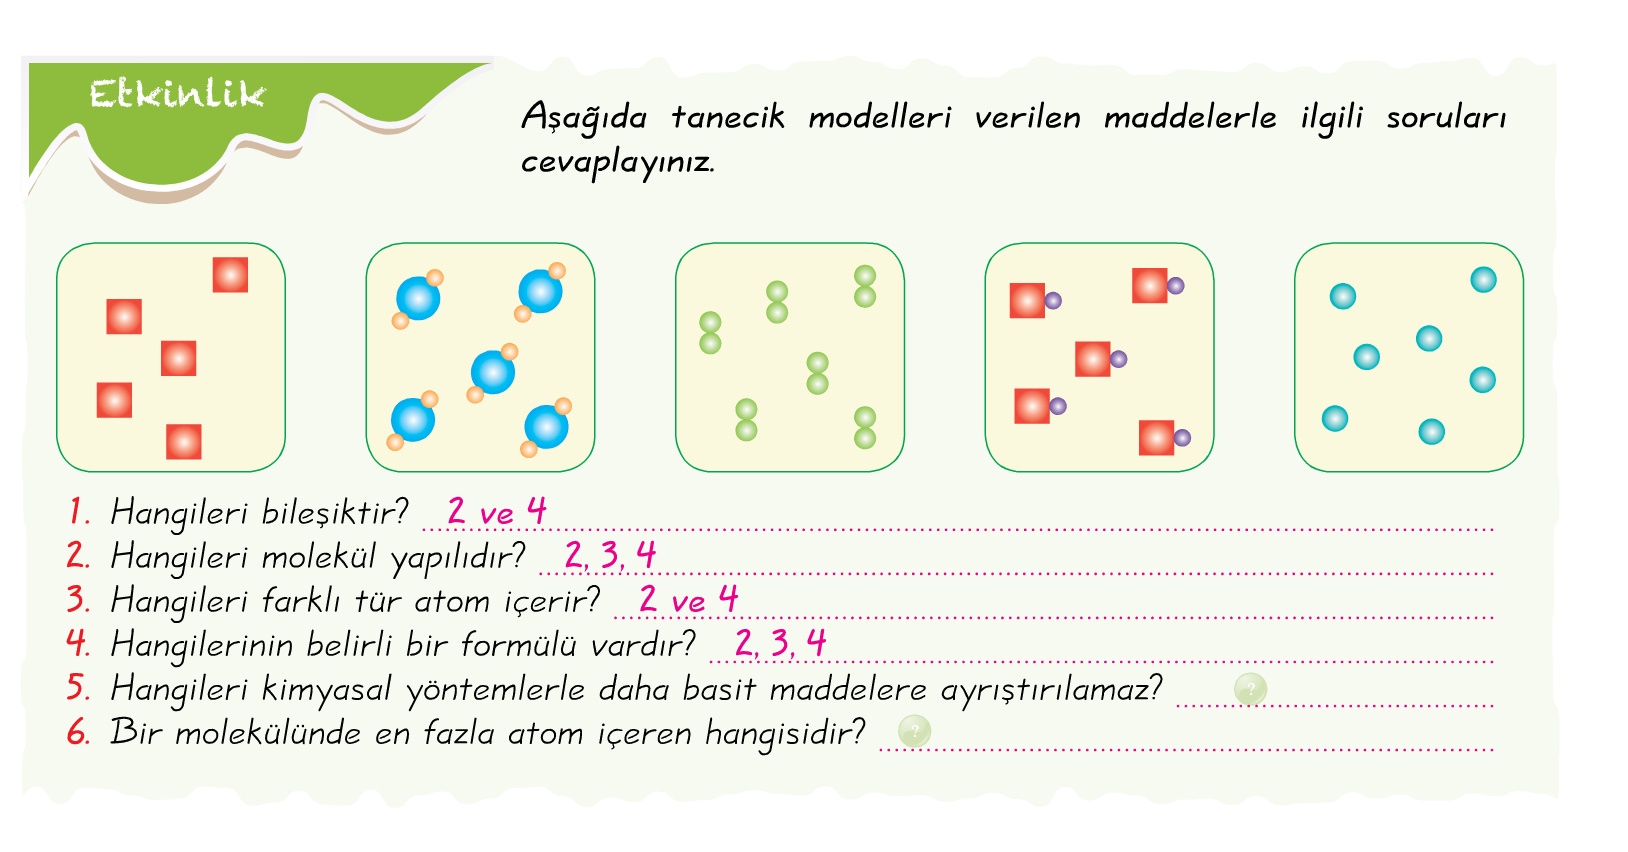 Etkinlik
Aşağıda tanecik modelleri verilen maddelerle ilgili soruları
cevaplayınız.
1. Hangileri bileşiktir? 2 ve 4
2. Hangileri molekül yapılıdır? 2, 3, 4
3. Hangileri farklı tür atom içerir? 2 ve 4
4. Hangilerinin belirli bir formülü vardır? 2, 3, 4
5. Hangileri kimyasal yöntemlerle daha basit maddelere ayrıştırılamaz? ?
6. Bir molekülünde en fazla atom içeren hangisidir? ?